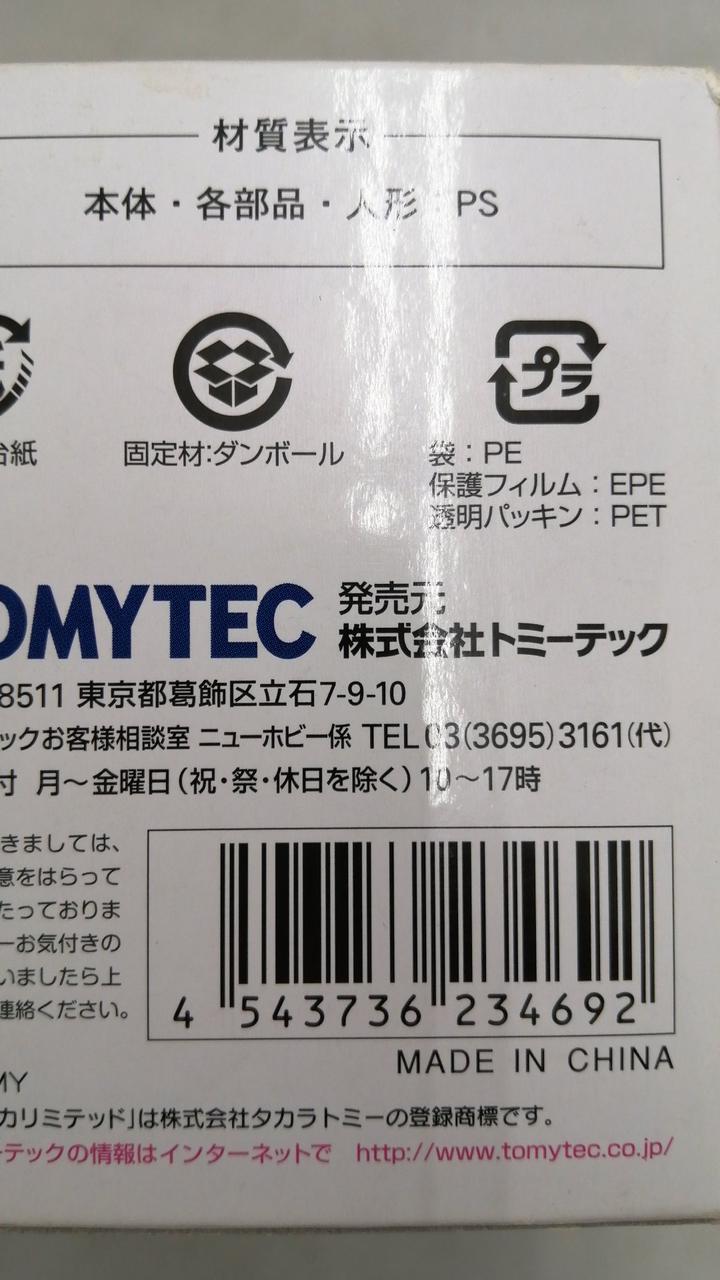 材質表示
本体・各部品・人形：PS
台紙
固定材:ダンボール
プラ
袋：PE
保護フィルム：EPE
透明パッキン：PET
OMYTEC
発売元
株式会社トミーテック
8511 東京都葛飾区立石7-9-10
ックお客様相談室 ニューホビー係 TEL 03(3695)3161(代)
付 月～金曜日(祝・祭・休日を除く)10～17時
きましては、
意をはらって
たっておりま
一お気付きの
いましたら上
連絡ください。
4 543736 234692
MADE IN CHINA
MY
カリミテッド」は株式会社タカラトミーの登録商標です。
ーテックの情報はインターネットで http://www.tomytec.co.jp/